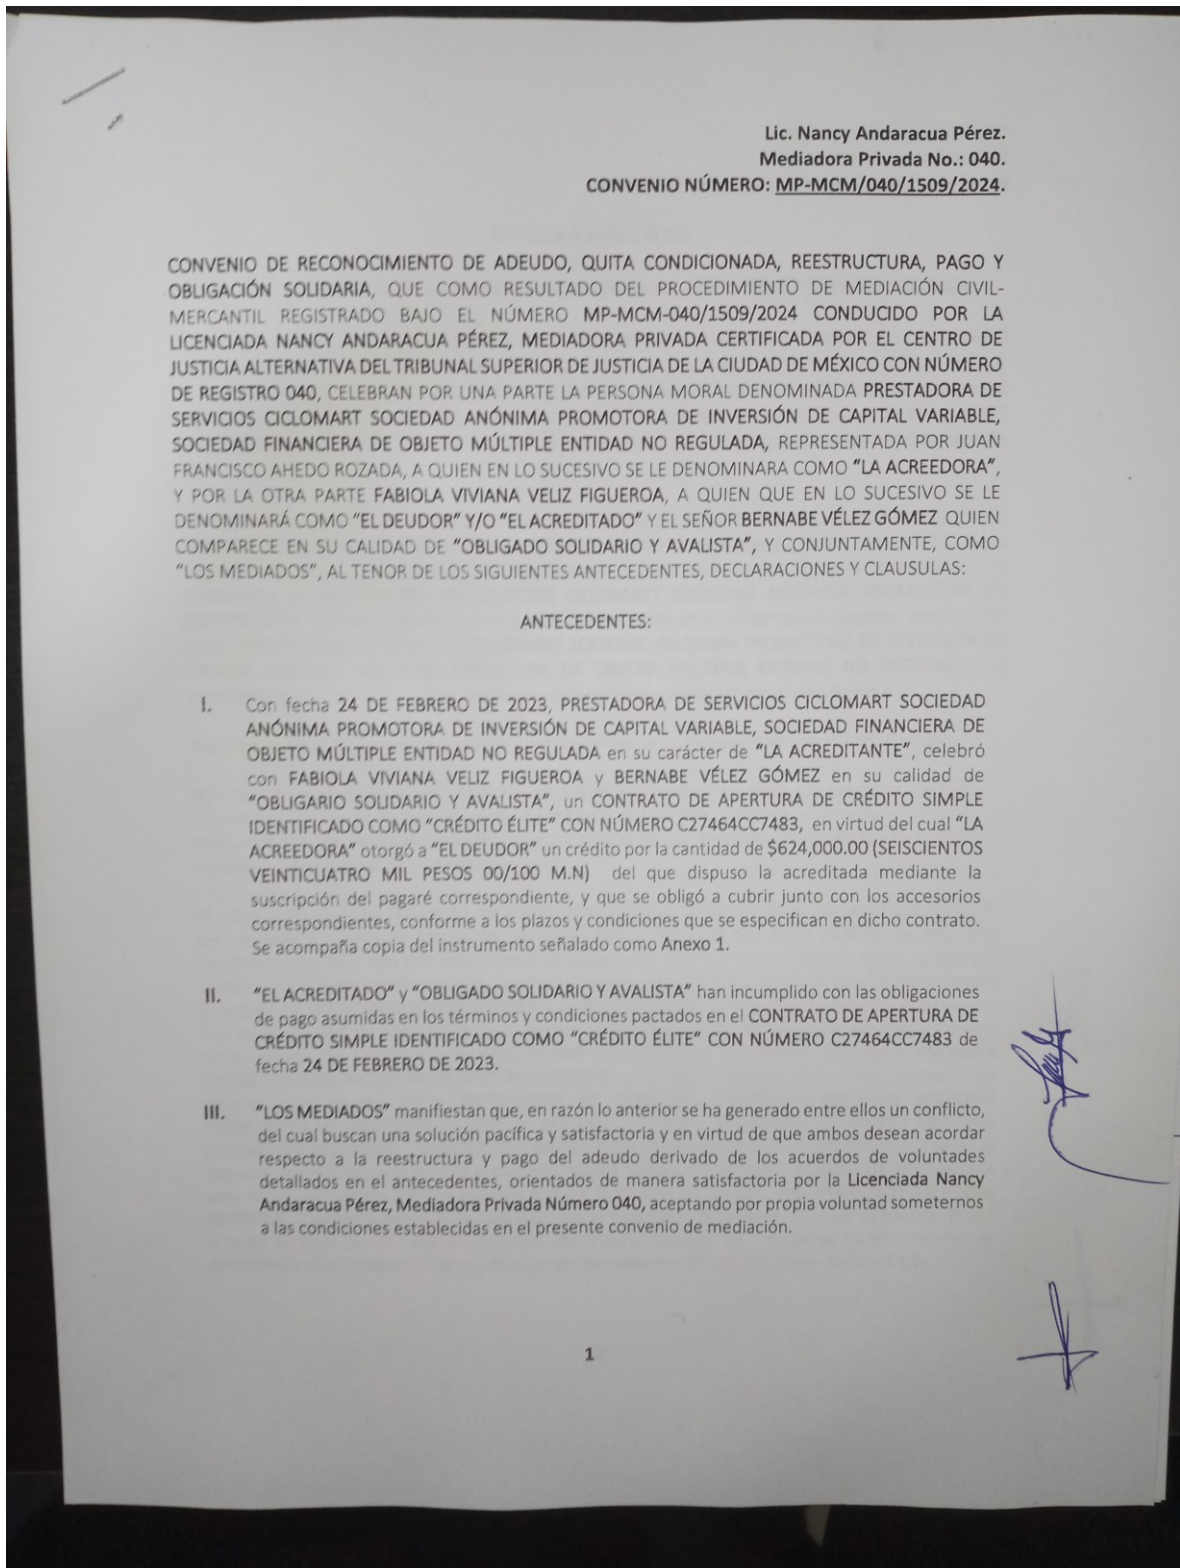 Lic. Nancy Andaracua Pérez.
Mediadora Privada No.: 040.
CONVENIO NÚMERO: MP-MCM/040/1509/2024.
CONVENIO DE RECONOCIMIENTO DE ADEUDO, QUITA CONDICIONADA, REESTRUCTURA, PAGO Y
OBLIGACIÓN SOLIDARIA, QUE COMO RESULTADO DEL PROCEDIMIENTO DE MEDIACIÓN CIVIL-
MERCANTIL REGISTRADO BAJO EL NÚMERO MP-MCM-040/1509/2024 CONDUCIDO POR LA
LICENCIADA NANCY ANDARACUA PÉREZ, MEDIADORA PRIVADA CERTIFICADA POR EL CENTRO DE
JUSTICIA ALTERNATIVA DEL TRIBUNAL SUPERIOR DE JUSTICIA DE LA CIUDAD DE MÉXICO CON NÚMERO
DE REGISTRO 040, CELEBRAN POR UNA PARTE LA PERSONA MORAL DENOMINADA PRESTADORA DE
SERVICIOS CICLOMART SOCIEDAD ANÓNIMA PROMOTORA DE INVERSIÓN DE CAPITAL VARIABLE,
SOCIEDAD FINANCIERA DE OBJETO MÚLTIPLE ENTIDAD NO REGULADA, REPRESENTADA POR JUAN
FRANCISCO AHEDO ROZADA, A QUIEN EN LO SUCESIVO SE LE DENOMINARA COMO “LA ACREEDORA”,
Y POR LA OTRA PARTE FABIOLA VIVIANA VELIZ FIGUEROA, A QUIEN QUE EN LO SUCESIVO SE LE
DENOMINARÁ COMO “EL DEUDOR” Y/O “EL ACREDITADO” Y EL SEÑOR BERNABE VÉLEZ GÓMEZ QUIEN
COMPARECE EN SU CALIDAD DE “OBLIGADO SOLIDARIO Y AVALISTA”, Y CONJUNTAMENTE, COMO
“LOS MEDIADOS”, AL TENOR DE LOS SIGUIENTES ANTECEDENTES, DECLARACIONES Y CLAUSULAS:
ANTECEDENTES:
I. Con fecha 24 DE FEBRERO DE 2023, PRESTADORA DE SERVICIOS CICLOMART SOCIEDAD
ANÓNIMA PROMOTORA DE INVERSIÓN DE CAPITAL VARIABLE, SOCIEDAD FINANCIERA DE
OBJETO MÚLTIPLE ENTIDAD NO REGULADA en su carácter de “LA ACREDITANTE”, celebró
con FABIOLA VIVIANA VELIZ FIGUEROA y BERNABE VÉLEZ GÓMEZ en su calidad de
“OBLIGARIO SOLIDARIO Y AVALISTA”, un CONTRATO DE APERTURA DE CRÉDITO SIMPLE
IDENTIFICADO COMO “CRÉDITO ÉLITE” CON NÚMERO C27464CC7483, en virtud del cual “LA
ACREEDORA” otorgó a “EL DEUDOR” un crédito por la cantidad de $624,000.00 (SEISCIENTOS
VEINTICUATRO MIL PESOS 00/100 M.N) del que dispuso la acreditada mediante la
suscripción del pagaré correspondiente, y que se obligó a cubrir junto con los accesorios
correspondientes, conforme a los plazos y condiciones que se especifican en dicho contrato.
Se acompaña copia del instrumento señalado como Anexo 1.
II. “EL ACREDITADO” y “OBLIGADO SOLIDARIO Y AVALISTA” han incumplido con las obligaciones
de pago asumidas en los términos y condiciones pactados en el CONTRATO DE APERTURA DE
CRÉDITO SIMPLE IDENTIFICADO COMO “CRÉDITO ÉLITE” CON NÚMERO C27464CC7483 de
fecha 24 DE FEBRERO DE 2023.
III. “LOS MEDIADOS” manifiestan que, en razón lo anterior se ha generado entre ellos un conflicto,
del cual buscan una solución pacífica y satisfactoria y en virtud de que ambos desean acordar
respecto a la reestructura y pago del adeudo derivado de los acuerdos de voluntades
detallados en el antecedentes, orientados de manera satisfactoria por la Licenciada Nancy
Andaracua Pérez, Mediadora Privada Número 040, aceptando por propia voluntad someternos
a las condiciones establecidas en el presente convenio de mediación.
1